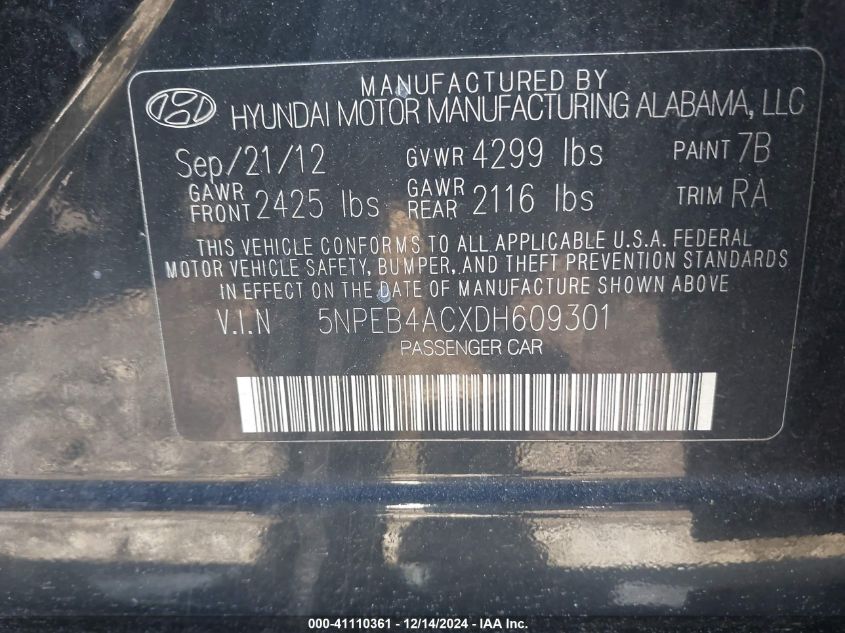 MANUFACTURED BY
HYUNDAI MOTOR MANUFACTURING ALABAMA, LLC
Sep/21/12 GVWR 4299 lbs PAINT 7B
GAWR FRONT 2425 lbs GAWR REAR 2116 lbs TRIM RA
THIS VEHICLE CONFORMS TO ALL APPLICABLE U.S.A. FEDERAL
MOTOR VEHICLE SAFETY, BUMPER, AND THEFT PREVENTION STANDARDS
IN EFFECT ON THE DATE OF MANUFACTURE SHOWN ABOVE
V.I.N 5NPEB4ACXDH609301
PASSENGER CAR
000-41110361 - 12/14/2024 - IAA Inc.